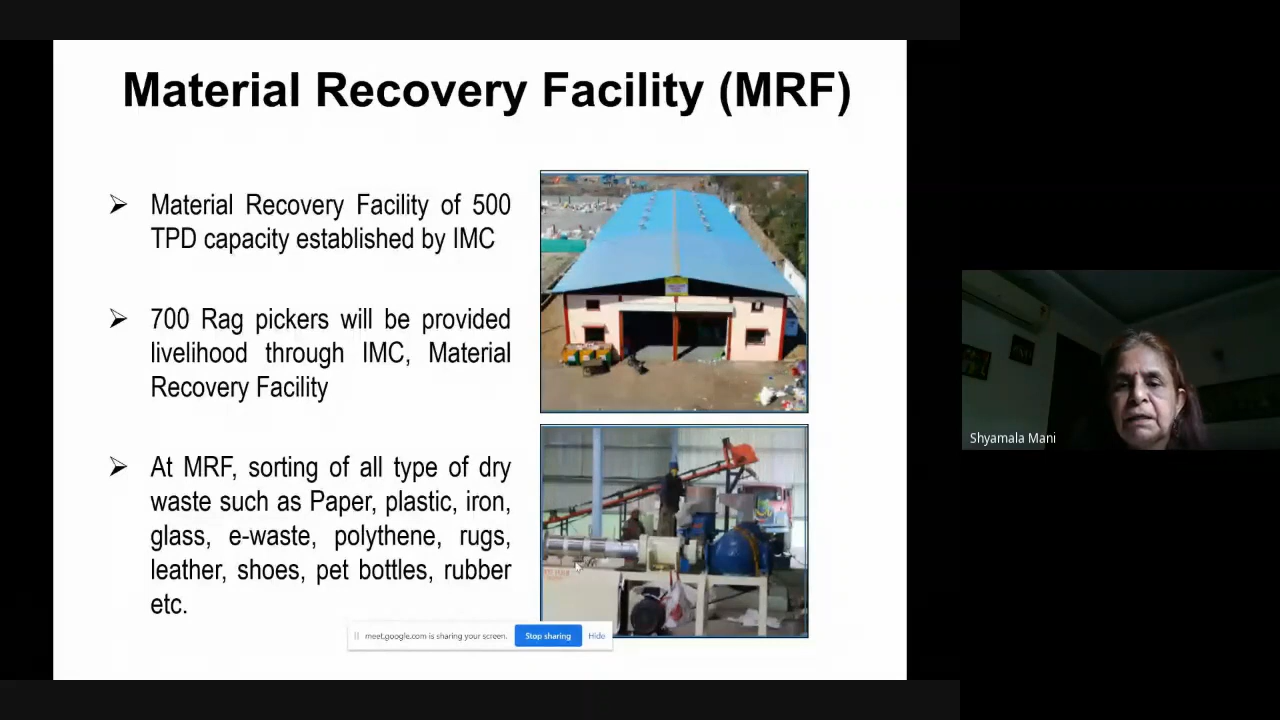 Material Recovery Facility (MRF)
➢ Material Recovery Facility of 500
TPD capacity established by IMC
➢ 700 Rag pickers will be provided
livelihood through IMC, Material
Recovery Facility
➢ At MRF, sorting of all type of dry
waste such as Paper, plastic, iron,
glass, e-waste, polythene, rugs,
leather, shoes, pet bottles, rubber
etc.
meet.google.com is sharing your screen.
Stop sharing
Hide
Shyamala Mani